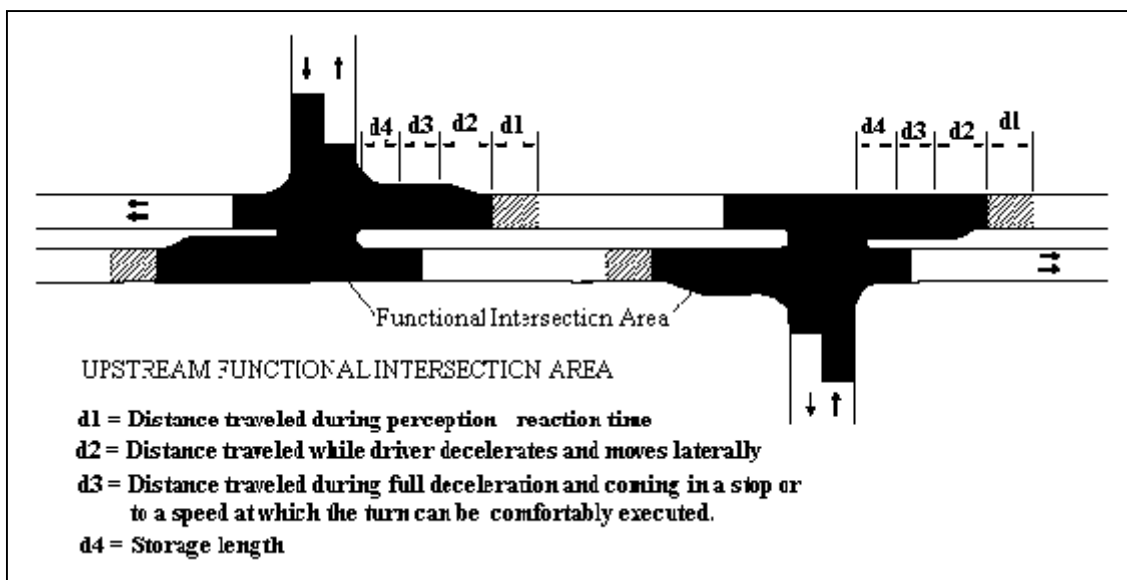 d4 d3 d2 d1
d4 d3 d2 d1
Functional Intersection Area
UPSTREAM FUNCTIONAL INTERSECTION AREA
d1 = Distance traveled during perception reaction time
d2 = Distance traveled while driver decelerates and moves laterally
d3 = Distance traveled during full deceleration and coming in a stop or
to a speed at which the turn can be comfortably executed.
d4 = Storage length